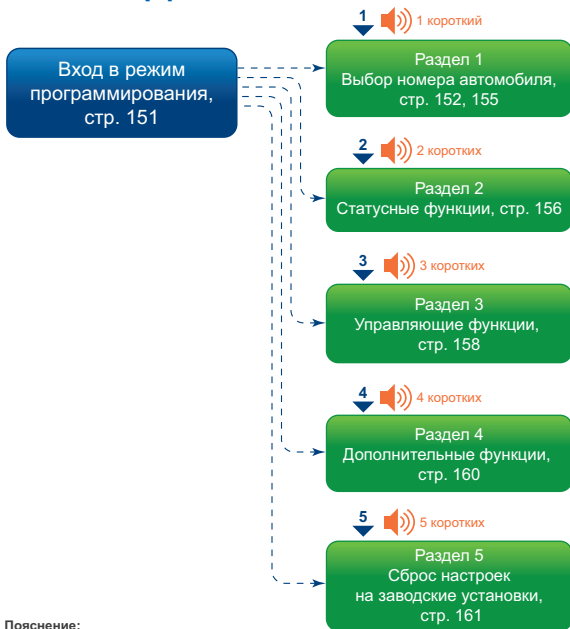 1 1 короткий
Вход в режим
программирования,
стр. 151
Раздел 1
Выбор номера автомобиля,
стр. 152, 155
2 2 коротких
Раздел 2
Статусные функции, стр. 156
3 3 коротких
Раздел 3
Управляющие функции,
стр. 158
4 4 коротких
Раздел 4
Дополнительные функции,
стр. 160
5 5 коротких
Раздел 5
Сброс настроек
на заводские установки,
стр. 161
Пояснение: